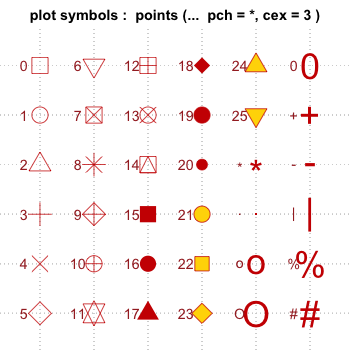 plot symbols :  points (...  pch = *, cex = 3 )
0 6 12 18 24 0 0
1 7 13 19 25 + +
2 8 14 20 * * - -
3 9 15 21 . . | |
4 10 16 22 o o % %
5 11 17 23 O O # #